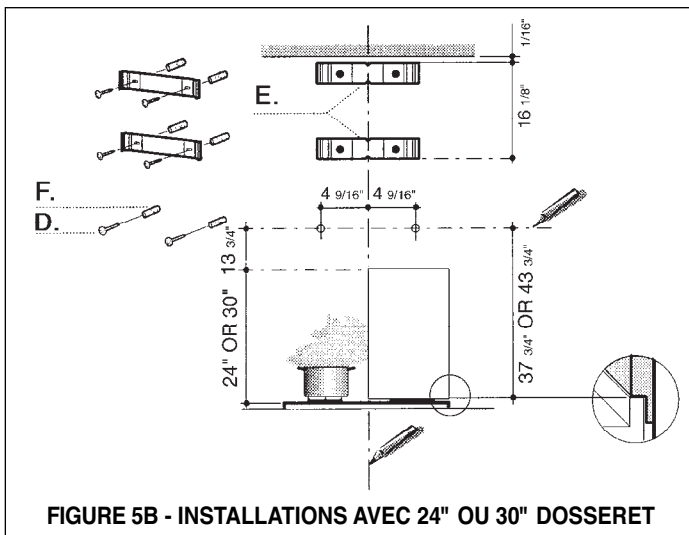 1/16"
E.
16 1/8"
4 9/16" 4 9/16"
F.
D.
13 3/4"
24" OR 30"
37 3/4" OR 43 3/4"
FIGURE 5B - INSTALLATIONS AVEC 24" OU 30" DOSSERET